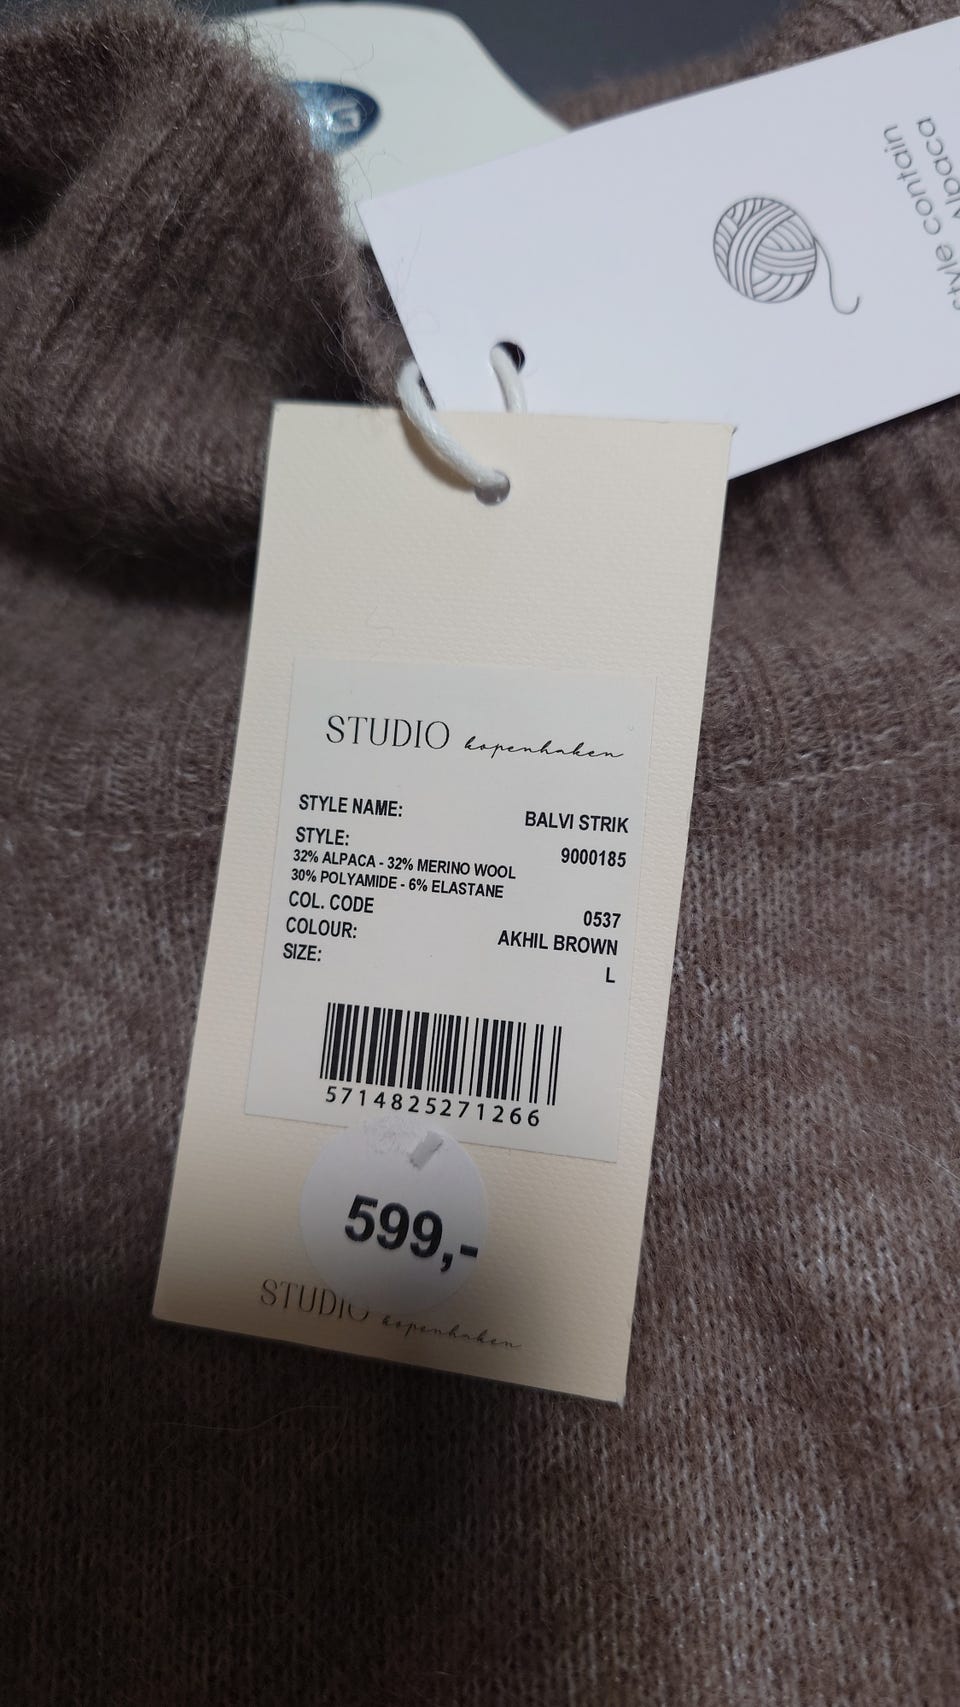 style contain
Alpaca
STUDIO kopenhaken
STYLE NAME: BALVI STRIK
STYLE: 9000185
32% ALPACA - 32% MERINO WOOL
30% POLYAMIDE - 6% ELASTANE
COL. CODE 0537
COLOUR: AKHIL BROWN
SIZE: L
5714825271266
599,-
STUDIO kopenhaken